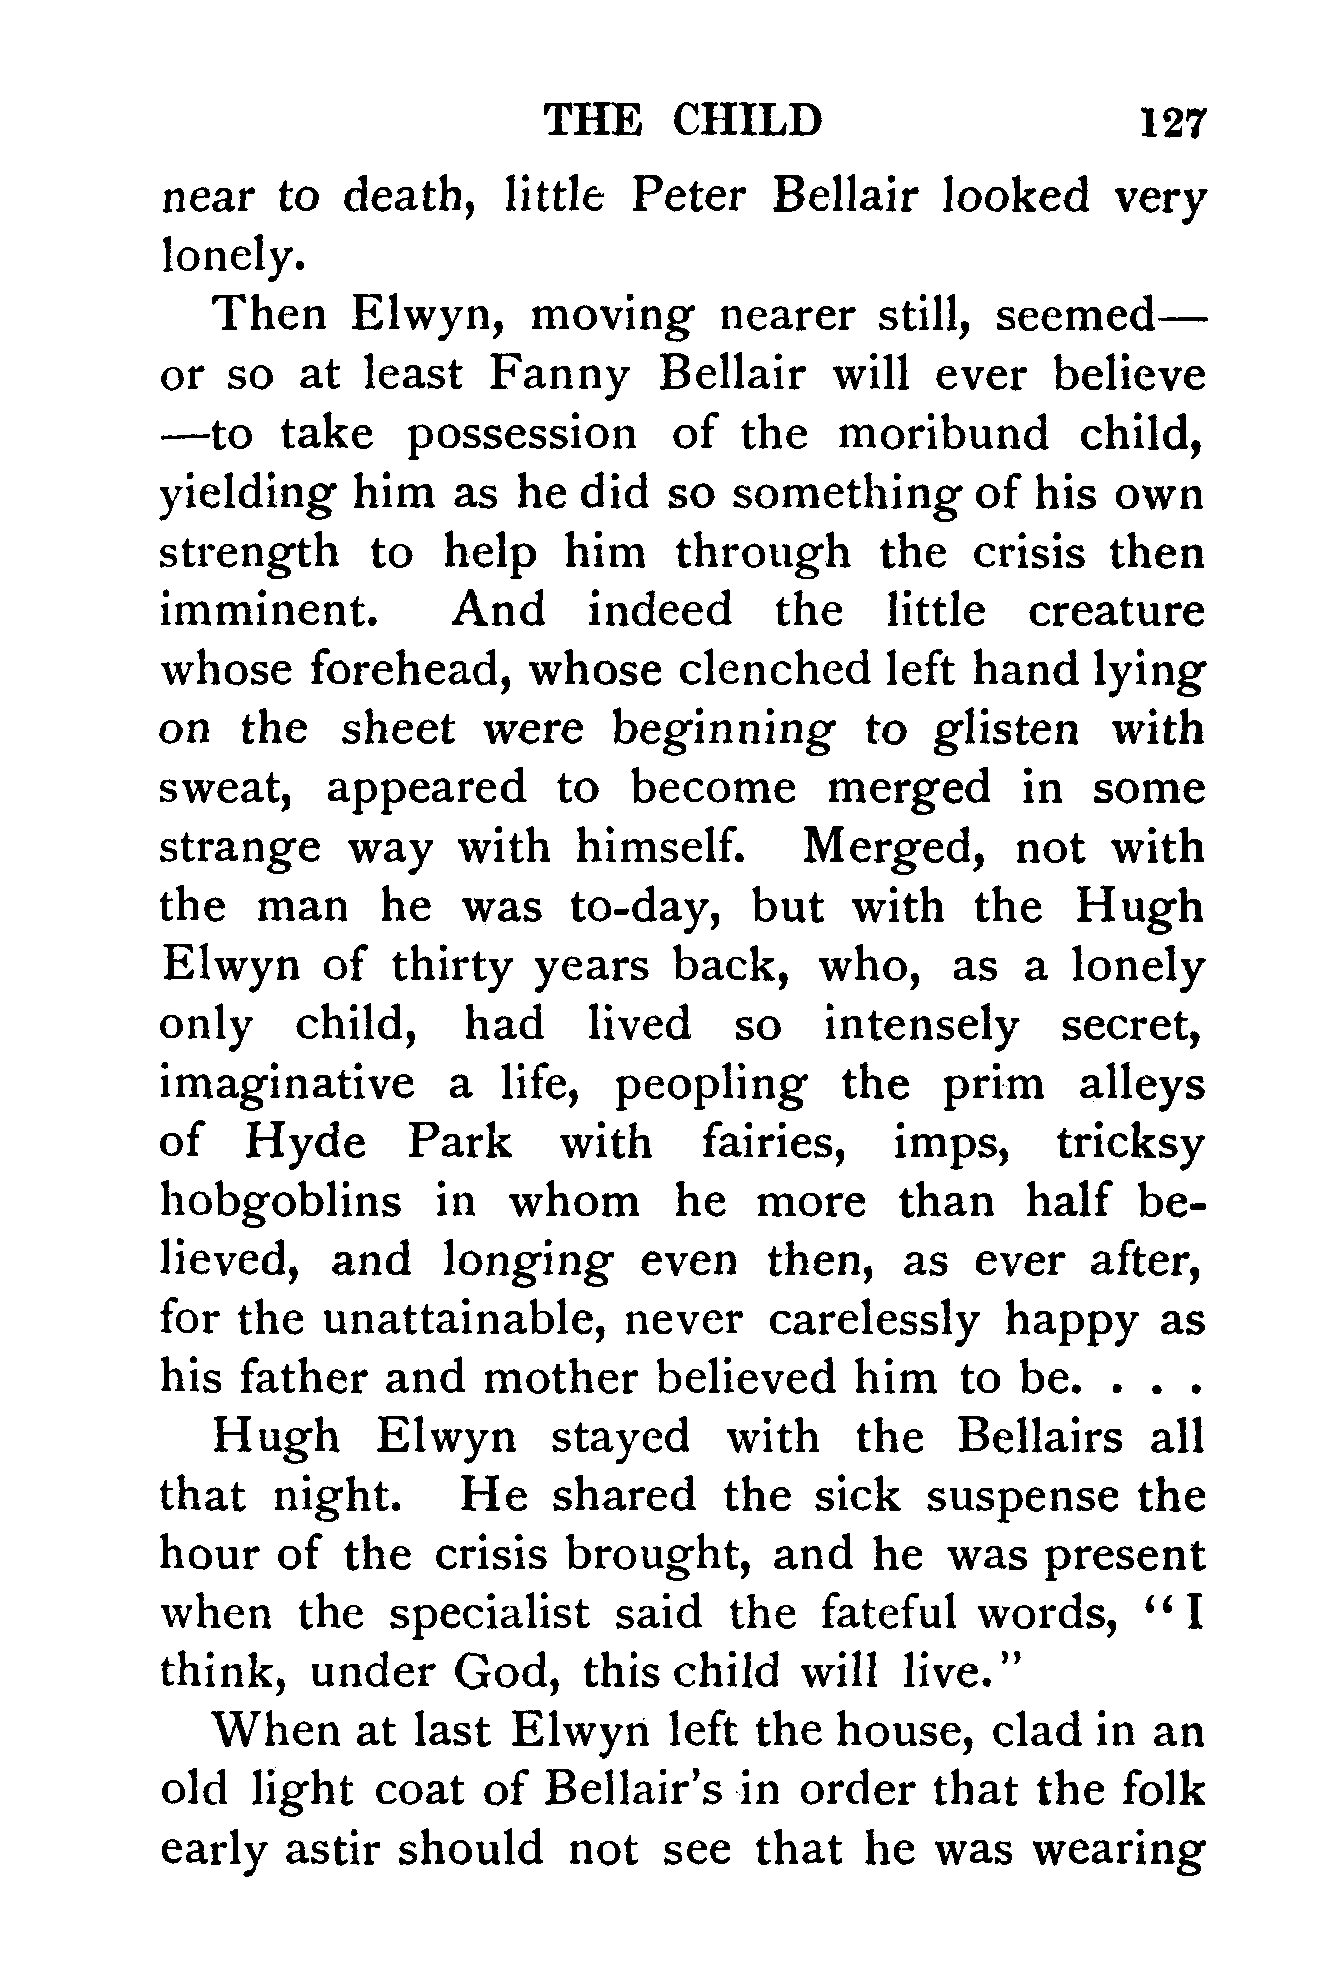 THE CHILD 127
near to death, little Peter Bellair looked very
lonely.
Then Elwyn, moving nearer still, seemed—
or so at least Fanny Bellair will ever believe
—to take possession of the moribund child,
yielding him as he did so something of his own
strength to help him through the crisis then
imminent. And indeed the little creature
whose forehead, whose clenched left hand lying
on the sheet were beginning to glisten with
sweat, appeared to become merged in some
strange way with himself. Merged, not with
the man he was to-day, but with the Hugh
Elwyn of thirty years back, who, as a lonely
only child, had lived so intensely secret,
imaginative a life, peopling the prim alleys
of Hyde Park with fairies, imps, tricksy
hobgoblins in whom he more than half be-
lieved, and longing even then, as ever after,
for the unattainable, never carelessly happy as
his father and mother believed him to be. . . .
Hugh Elwyn stayed with the Bellairs all
that night. He shared the sick suspense the
hour of the crisis brought, and he was present
when the specialist said the fateful words, “I
think, under God, this child will live.”
When at last Elwyn left the house, clad in an
old light coat of Bellair's in order that the folk
early astir should not see that he was wearing